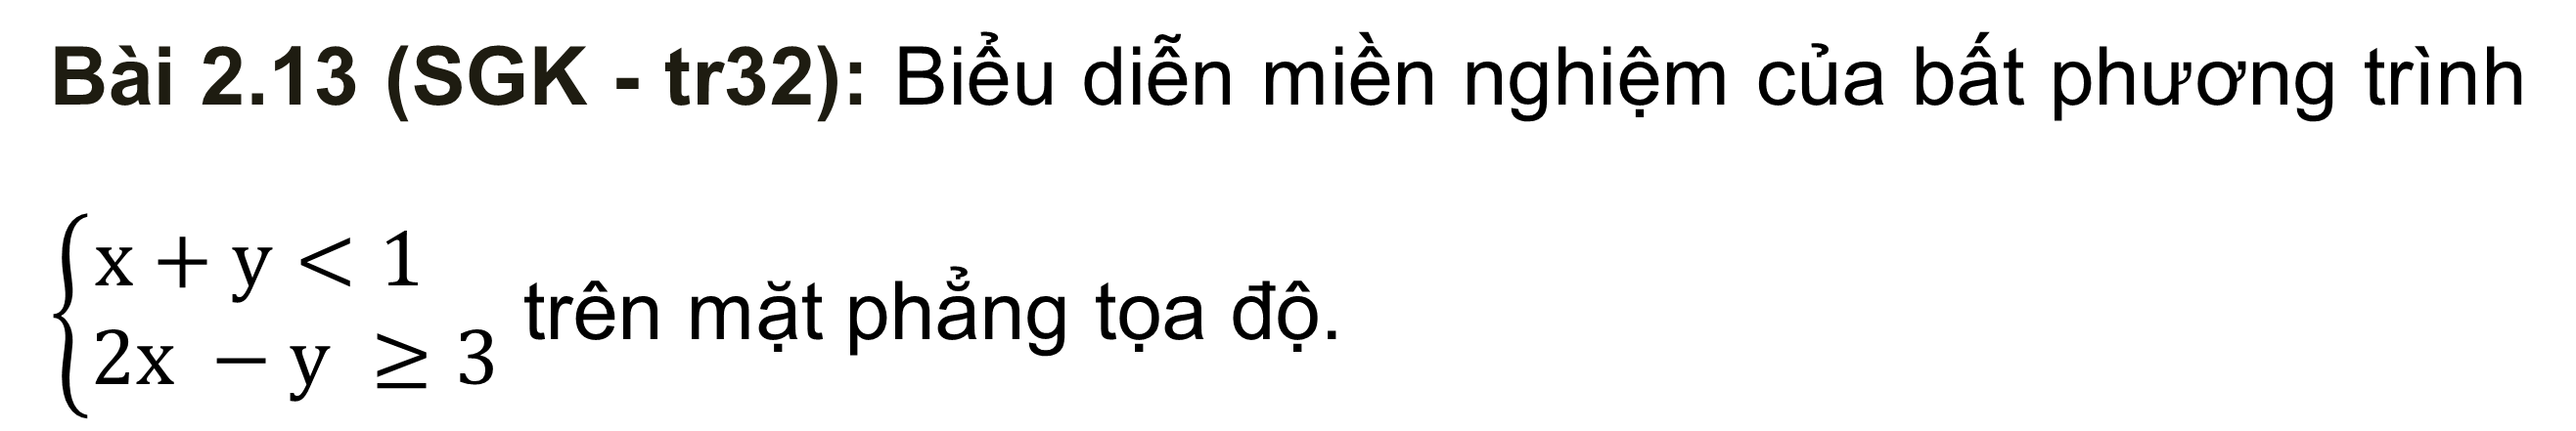 Bài 2.13 (SGK - tr32): Biểu diễn miền nghiệm của bất phương trình
{x + y < 1
2x − y ≥ 3 trên mặt phẳng tọa độ.